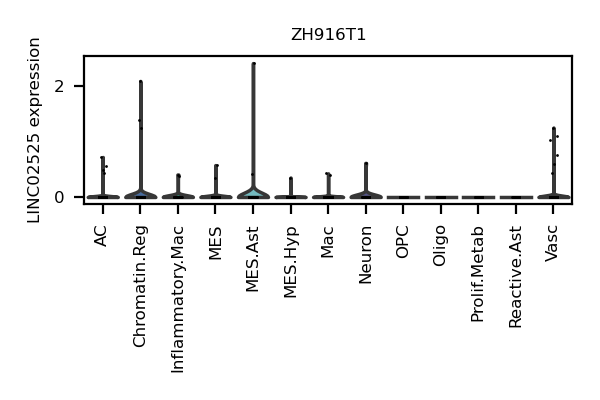 ZH916T1
LINC02525 expression
2
0
AC
Chromatin.Reg
Inflammatory.Mac
MES
MES.Ast
MES.Hyp
Mac
Neuron
OPC
Oligo
Prolif.Metab
Reactive.Ast
Vasc